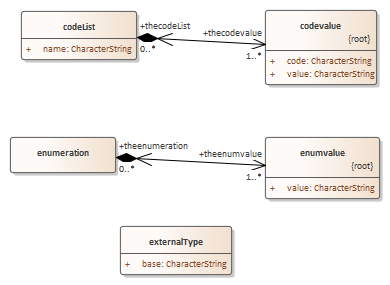 codeList
+ name: CharacterString
+thecodeList
0..*
+thecodevalue
1..*
codevalue
{root}
+ code: CharacterString
+ value: CharacterString
enumeration
+theenumeration
0..*
+theenumvalue
1..*
enumvalue
{root}
+ value: CharacterString
externalType
+ base: CharacterString